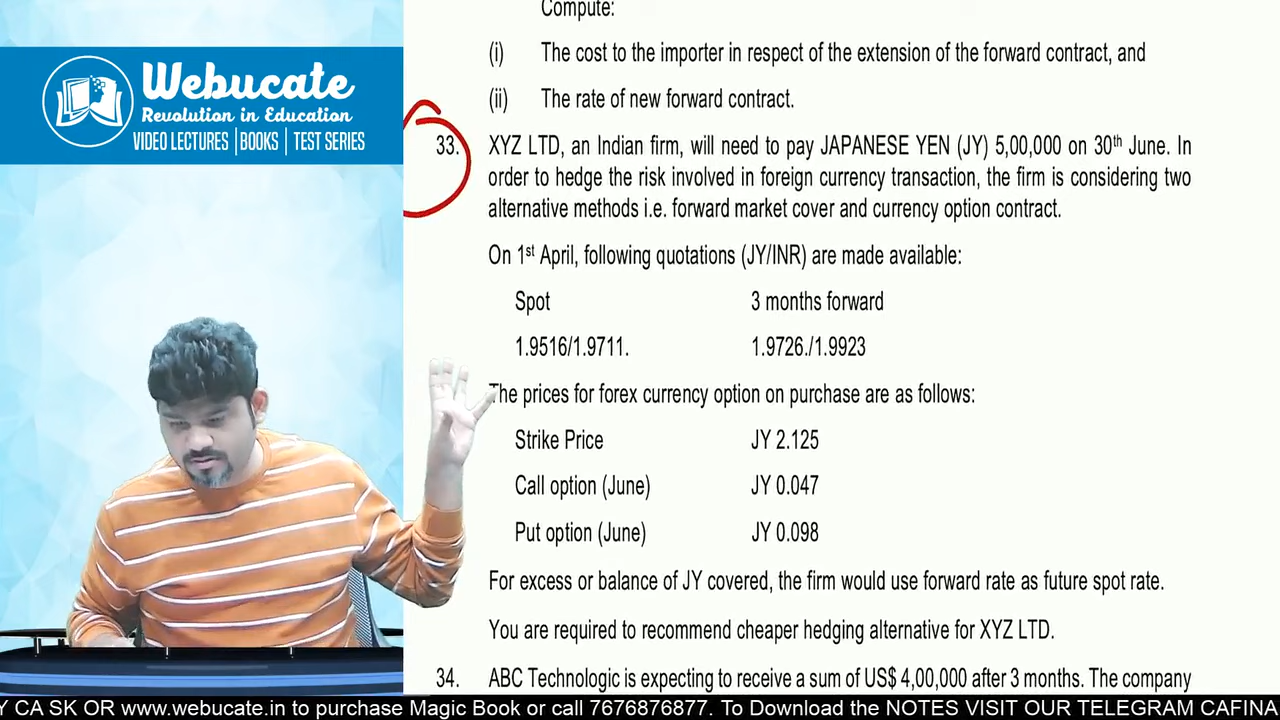 Compute:
(i) The cost to the importer in respect of the extension of the forward contract, and
(ii) The rate of new forward contract.
Webucate
Revolution in Education
VIDEO LECTURES |BOOKS | TEST SERIES
33. XYZ LTD, an Indian firm, will need to pay JAPANESE YEN (JY) 5,00,000 on 30th June. In
order to hedge the risk involved in foreign currency transaction, the firm is considering two
alternative methods i.e. forward market cover and currency option contract.
On 1st April, following quotations (JY/INR) are made available:
Spot 3 months forward
1.9516/1.9711. 1.9726./1.9923
The prices for forex currency option on purchase are as follows:
Strike Price JY 2.125
Call option (June) JY 0.047
Put option (June) JY 0.098
For excess or balance of JY covered, the firm would use forward rate as future spot rate.
You are required to recommend cheaper hedging alternative for XYZ LTD.
34. ABC Technologic is expecting to receive a sum of US$ 4,00,000 after 3 months. The company
Y CA SK OR www.webucate.in to purchase Magic Book or call 7676876877. To Download the NOTES VISIT OUR TELEGRAM CAFINA